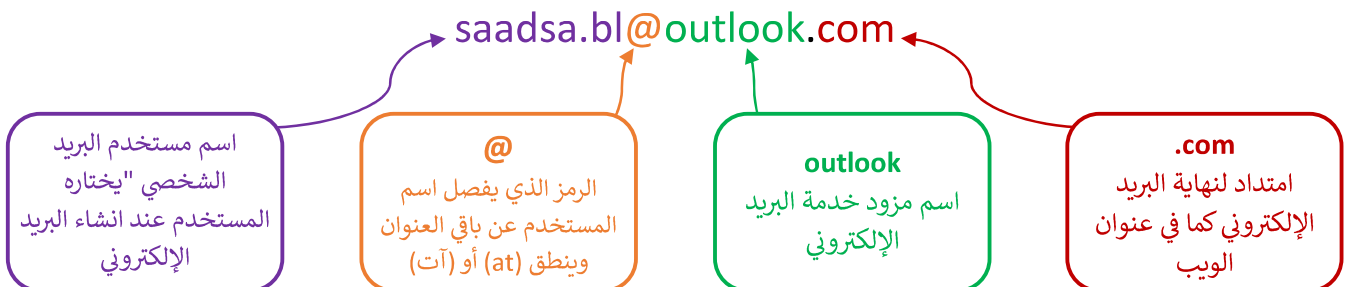 saadsa.bl@outlook.com
.com
امتداد لنهاية البريد
الإلكتروني كما في عنوان
الويب
outlook
اسم مزود خدمة البريد
الإلكتروني
@
الرمز الذي يفصل اسم
المستخدم عن باقي العنوان
وينطق (at) أو (آت)
اسم مستخدم البريد
الشخصي "يختاره
المستخدم عند انشاء البريد
الإلكتروني